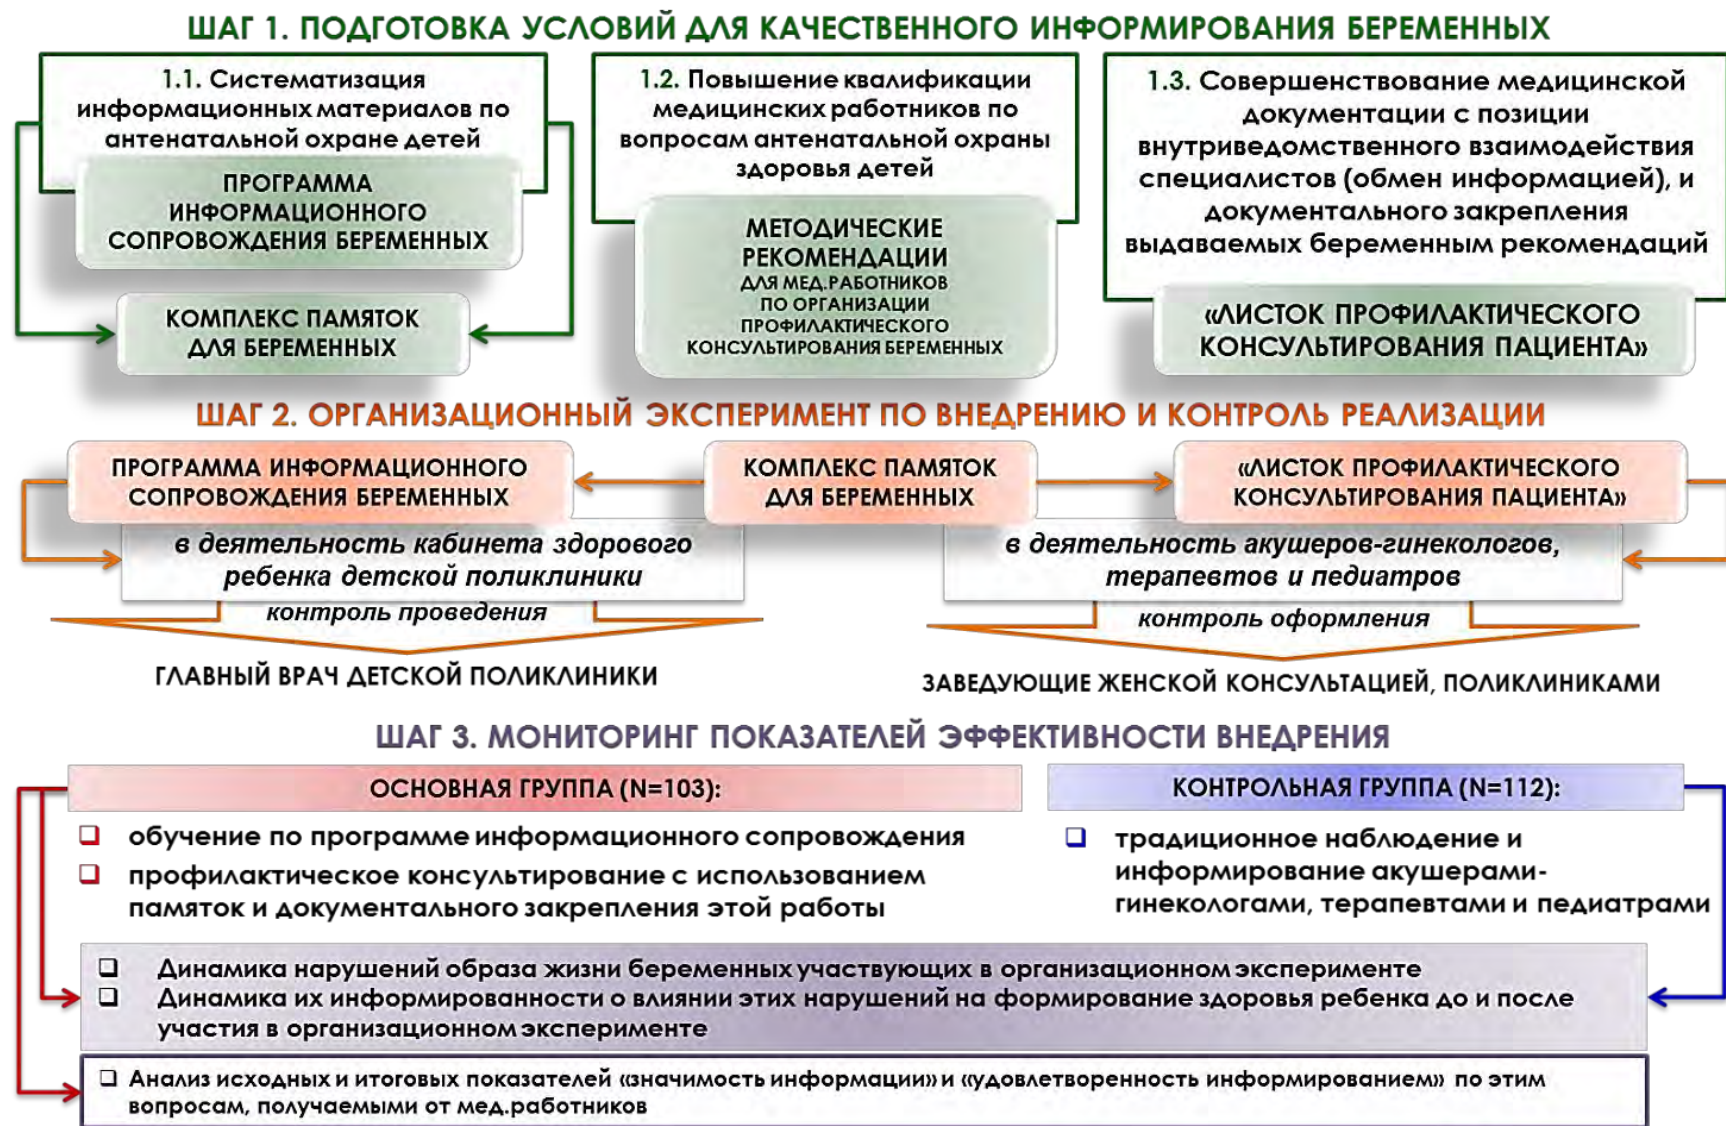 ШАГ 1. ПОДГОТОВКА УСЛОВИЙ ДЛЯ КАЧЕСТВЕННОГО ИНФОРМИРОВАНИЯ БЕРЕМЕННЫХ
1.1. Систематизация
информационных материалов по
антенатальной охране детей
ПРОГРАММА
ИНФОРМАЦИОННОГО
СОПРОВОЖДЕНИЯ БЕРЕМЕННЫХ
КОМПЛЕКС ПАМЯТОК
ДЛЯ БЕРЕМЕННЫХ
1.2. Повышение квалификации
медицинских работников по
вопросам антенатальной охраны
здоровья детей
МЕТОДИЧЕСКИЕ
РЕКОМЕНДАЦИИ
ДЛЯ МЕД.РАБОТНИКОВ
ПО ОРГАНИЗАЦИИ
ПРОФИЛАКТИЧЕСКОГО
КОНСУЛЬТИРОВАНИЯ БЕРЕМЕННЫХ
1.3. Совершенствование медицинской
документации с позиции
внутриведомственного взаимодействия
специалистов (обмен информацией), и
документального закрепления
выдаваемых беременным рекомендаций
«ЛИСТОК ПРОФИЛАКТИЧЕСКОГО
КОНСУЛЬТИРОВАНИЯ ПАЦИЕНТА»
ШАГ 2. ОРГАНИЗАЦИОННЫЙ ЭКСПЕРИМЕНТ ПО ВНЕДРЕНИЮ И КОНТРОЛЬ РЕАЛИЗАЦИИ
ПРОГРАММА ИНФОРМАЦИОННОГО
СОПРОВОЖДЕНИЯ БЕРЕМЕННЫХ
КОМПЛЕКС ПАМЯТОК
ДЛЯ БЕРЕМЕННЫХ
«ЛИСТОК ПРОФИЛАКТИЧЕСКОГО
КОНСУЛЬТИРОВАНИЯ ПАЦИЕНТА»
в деятельность кабинета здорового
ребенка детской поликлиники
контроль проведения
ГЛАВНЫЙ ВРАЧ ДЕТСКОЙ ПОЛИКЛИНИКИ
в деятельность акушеров-гинекологов,
терапевтов и педиатров
контроль оформления
ЗАВЕДУЮЩИЕ ЖЕНСКОЙ КОНСУЛЬТАЦИЕЙ, ПОЛИКЛИНИКАМИ
ШАГ 3. МОНИТОРИНГ ПОКАЗАТЕЛЕЙ ЭФФЕКТИВНОСТИ ВНЕДРЕНИЯ
ОСНОВНАЯ ГРУППА (N=103):
обучение по программе информационного сопровождения
профилактическое консультирование с использованием
памяток и документального закрепления этой работы
КОНТРОЛЬНАЯ ГРУППА (N=112):
традиционное наблюдение и
информирование акушерами-
гинекологами, терапевтами и педиатрами
Динамика нарушений образа жизни беременных участвующих в организационном эксперименте
Динамика их информированности о влиянии этих нарушений на формирование здоровья ребенка до и после
участия в организационном эксперименте
Анализ исходных и итоговых показателей «значимость информации» и «удовлетворенность информированием» по этим
вопросам, получаемыми от мед.работников